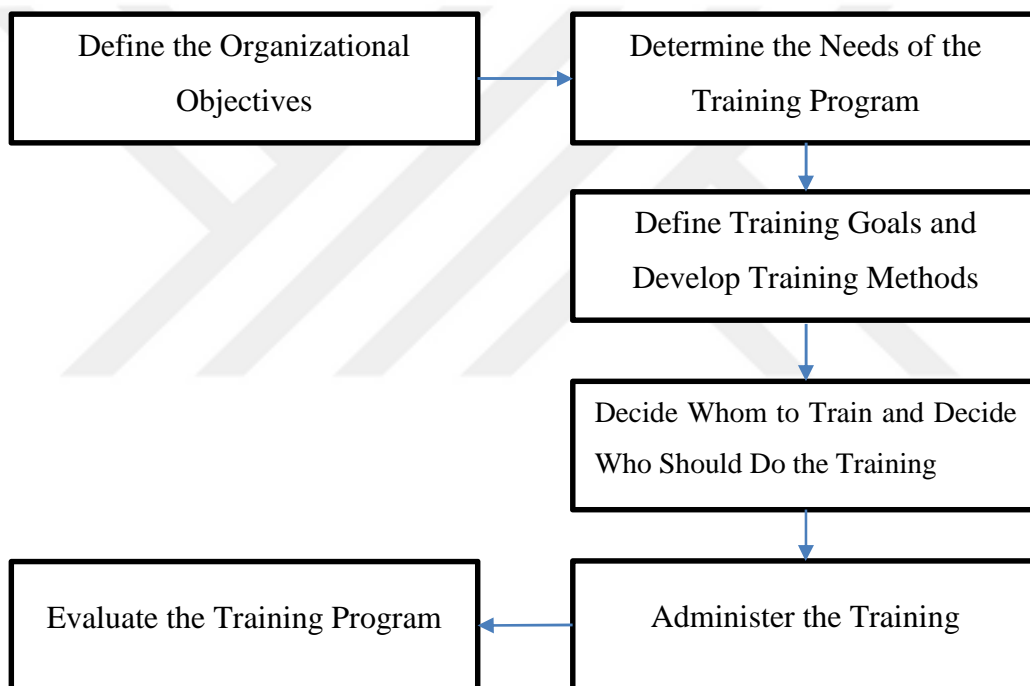 Define the Organizational
Objectives
Determine the Needs of the
Training Program
Define Training Goals and
Develop Training Methods
Decide Whom to Train and Decide
Who Should Do the Training
Administer the Training
Evaluate the Training Program